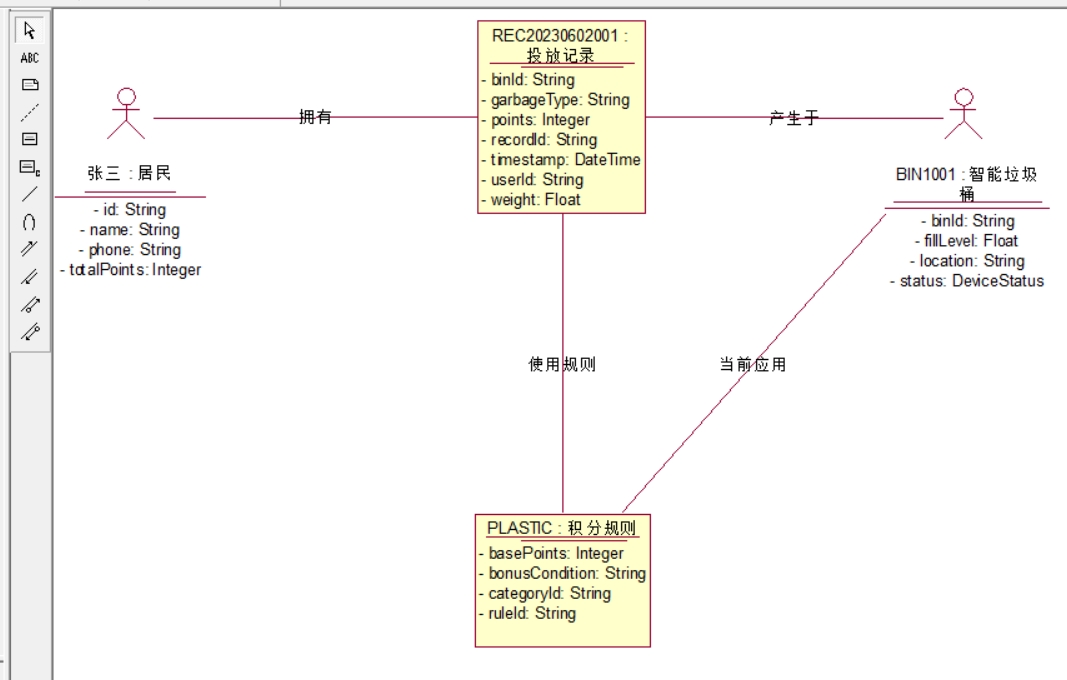 ABC
REC20230602001 :
投放记录
- binId: String
- garbageType: String
- points: Integer
- recordId: String
- timestamp: DateTime
- userId: String
- weight: Float
拥有
产生于
张三 : 居民
- id: String
- name: String
- phone: String
- totalPoints: Integer
BIN1001 : 智能垃圾
桶
- binId: String
- fillLevel: Float
- location: String
- status: DeviceStatus
使用规则
当前应用
PLASTIC : 积分规则
- basePoints: Integer
- bonusCondition: String
- categoryId: String
- ruleId: String